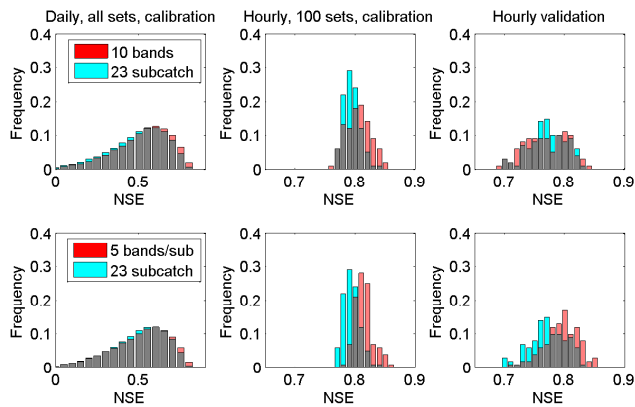 Daily, all sets, calibration
Hourly, 100 sets, calibration
Hourly validation
Frequency
0.4
0.3
0.2
0.1
0
10 bands
23 subcatch
0 0.5
NSE
Frequency
0.4
0.3
0.2
0.1
0
0.7 0.8 0.9
NSE
Frequency
0.4
0.3
0.2
0.1
0
0.7 0.8 0.9
NSE
Frequency
0.4
0.3
0.2
0.1
0
5 bands/sub
23 subcatch
0 0.5
NSE
Frequency
0.4
0.3
0.2
0.1
0
0.7 0.8 0.9
NSE
Frequency
0.4
0.3
0.2
0.1
0
0.7 0.8 0.9
NSE